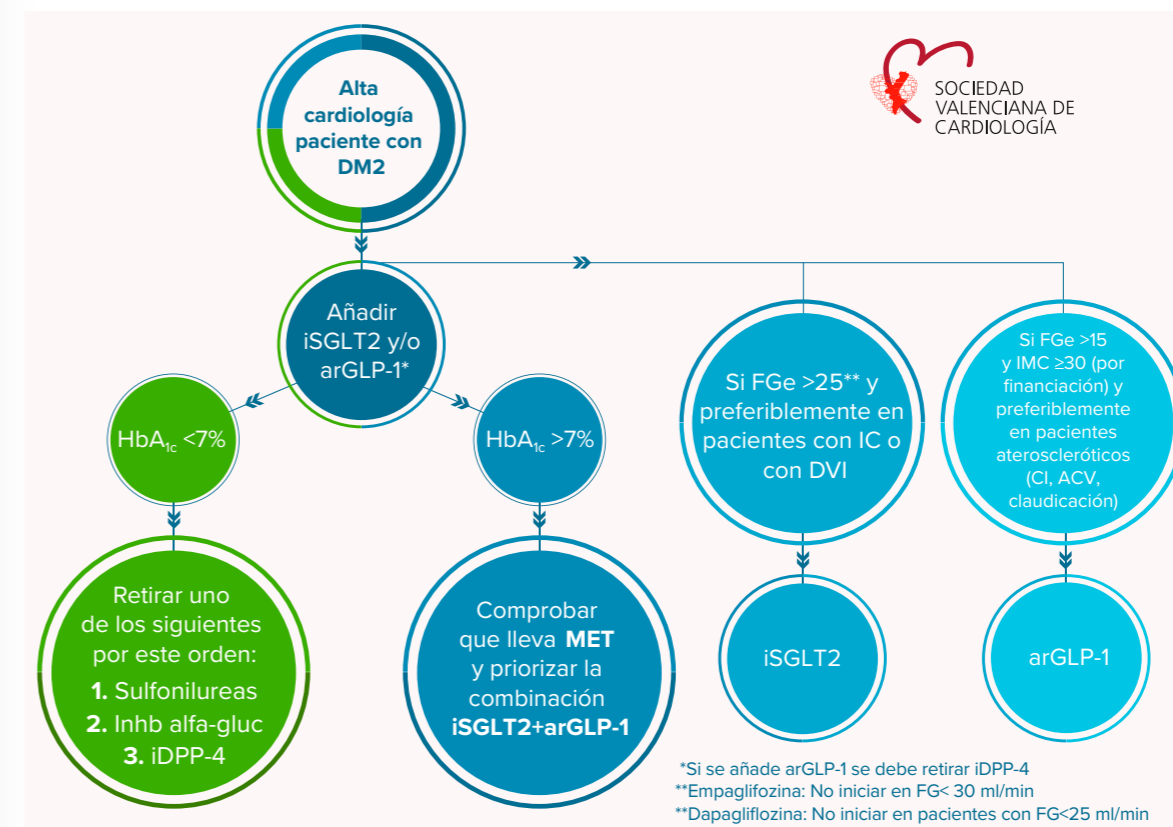 Alta
cardiología
paciente con
DM2
SOCIEDAD
VALENCIANA DE
CARDIOLOGÍA
Añadir
iSGLT2 y/o
arGLP-1*
HbA1c <7%
HbA1c >7%
Si FGe >25** y
preferiblemente en
pacientes con IC o
con DVI
Si FGe >15
y IMC ≥30 (por
financiación) y
preferiblemente
en pacientes
ateroscleróticos
(CI, ACV,
claudicación)
Retirar uno
de los siguientes
por este orden:
1. Sulfonilureas
2. Inhb alfa-gluc
3. iDPP-4
Comprobar
que lleva MET
y priorizar la
combinación
iSGLT2+arGLP-1
iSGLT2
arGLP-1
*Si se añade arGLP-1 se debe retirar iDPP-4
**Empaglifozina: No iniciar en FG< 30 ml/min
**Dapagliflozina: No iniciar en pacientes con FG<25 ml/min